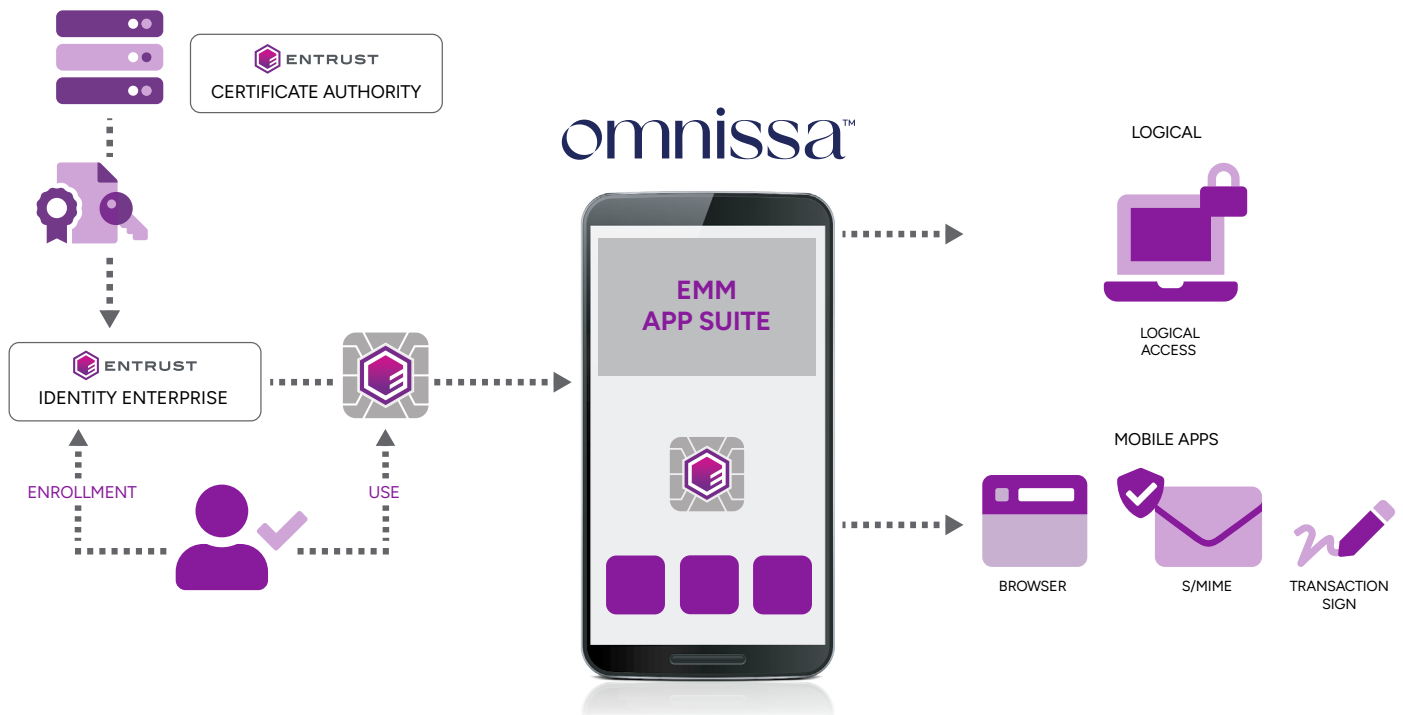 ENTRUST
CERTIFICATE AUTHORITY
omnissa™
LOGICAL
EMM
APP SUITE
LOGICAL
ACCESS
ENTRUST
IDENTITY ENTERPRISE
ENROLLMENT
USE
MOBILE APPS
BROWSER
S/MIME
TRANSACTION
SIGN